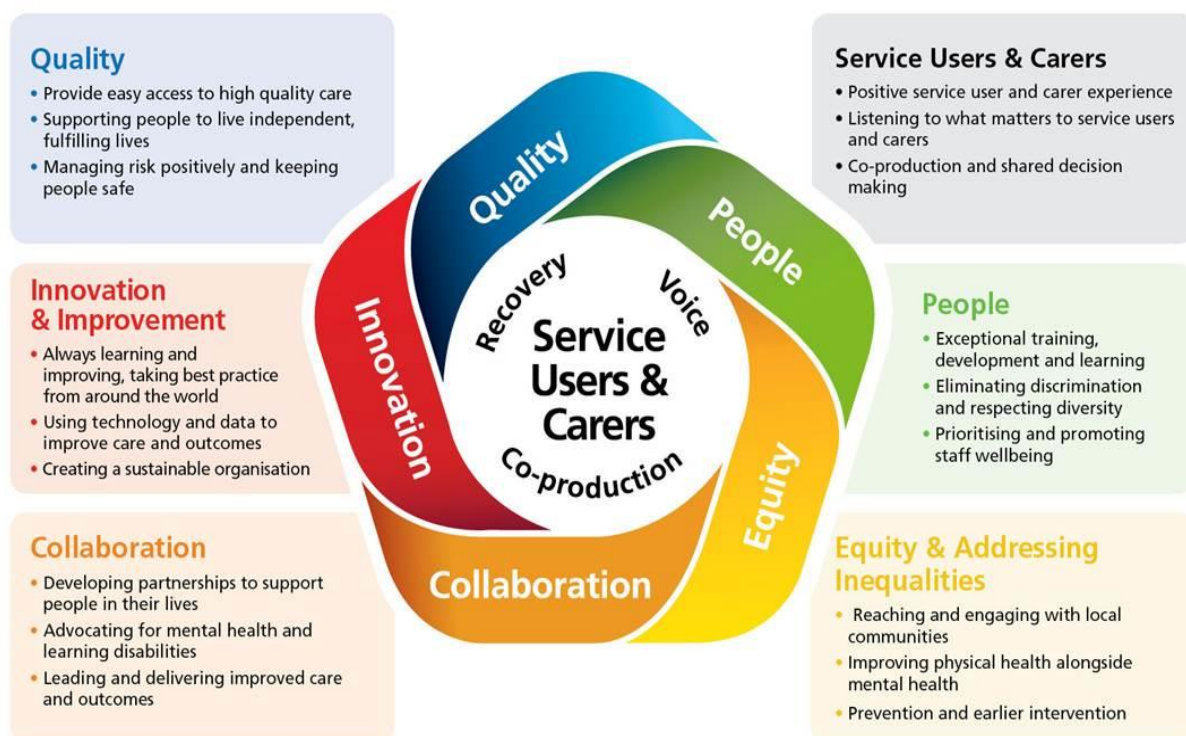 Quality
• Provide easy access to high quality care
• Supporting people to live independent,
fulfilling lives
• Managing risk positively and keeping
people safe
Innovation
& Improvement
• Always learning and
improving, taking best practice
from around the world
• Using technology and data to
improve care and outcomes
• Creating a sustainable organisation
Collaboration
• Developing partnerships to support
people in their lives
• Advocating for mental health and
learning disabilities
• Leading and delivering improved care
and outcomes
Quality
People
Equity
Collaboration
Innovation
Recovery
Voice
Service
Users &
Carers
Co-production
Service Users & Carers
• Positive service user and carer experience
• Listening to what matters to service users
and carers
• Co-production and shared decision
making
People
• Exceptional training,
development and learning
• Eliminating discrimination
and respecting diversity
• Prioritising and promoting
staff wellbeing
Equity & Addressing
Inequalities
• Reaching and engaging with local
communities
• Improving physical health alongside
mental health
• Prevention and earlier intervention